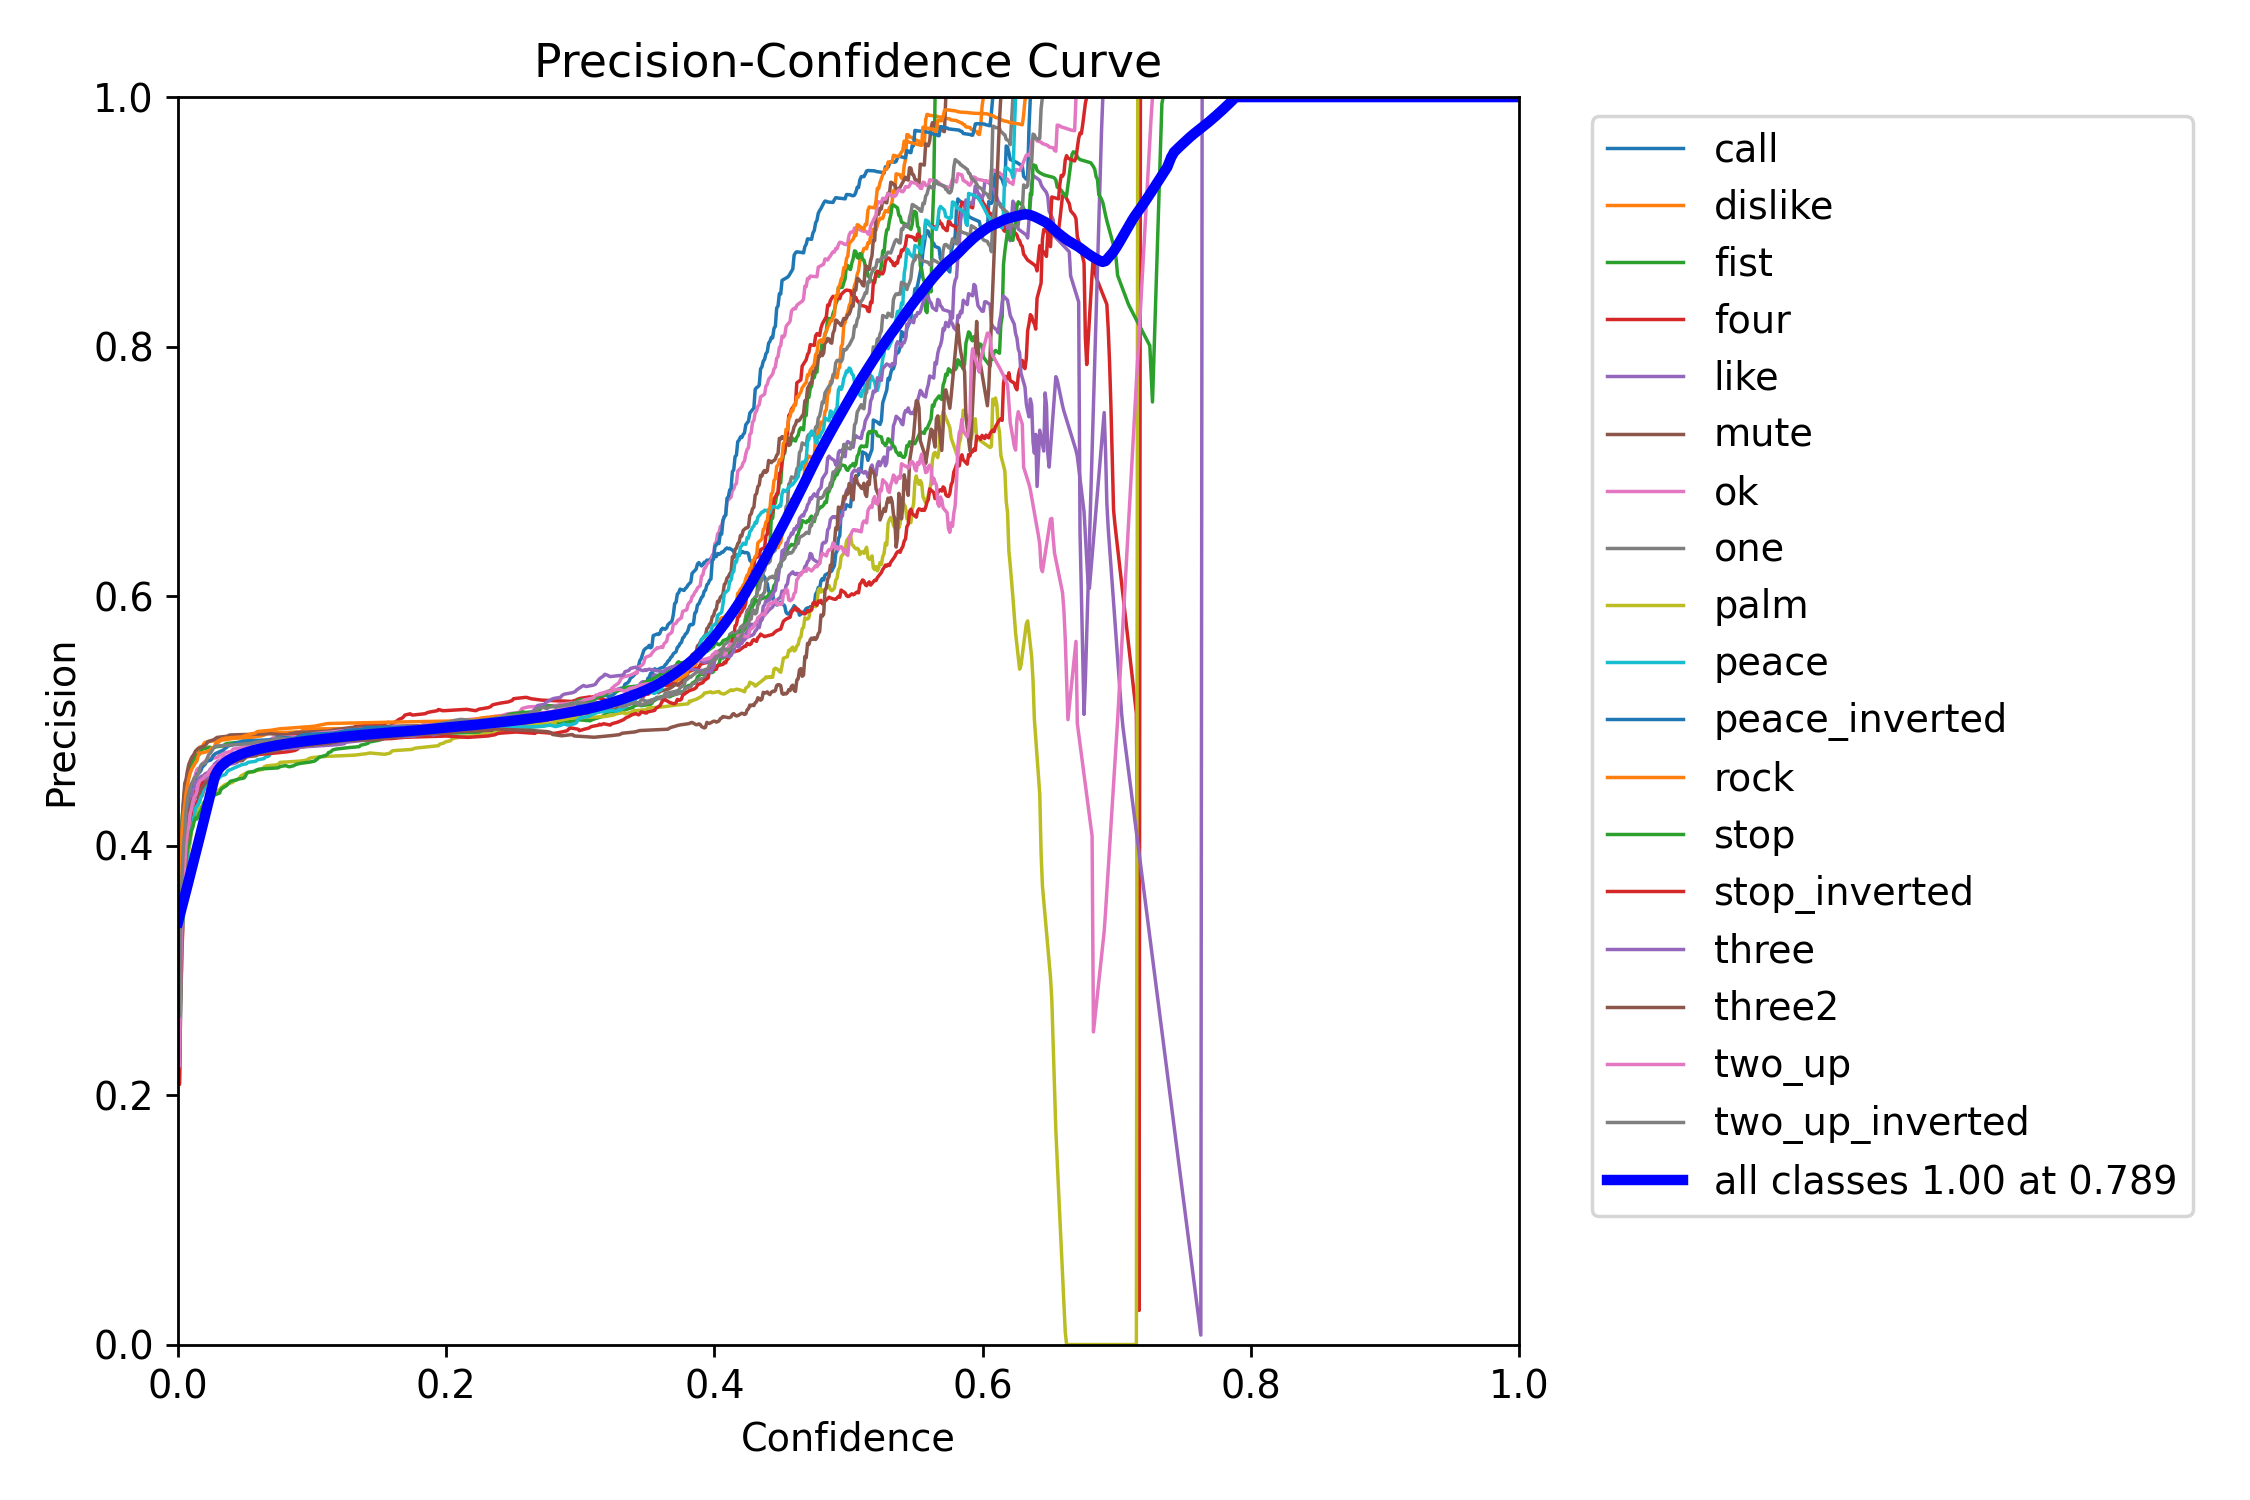 Precision-Confidence Curve
1.0
0.8
0.6
0.4
0.2
0.0
Precision
0.0 0.2 0.4 0.6 0.8 1.0
Confidence
call
dislike
fist
four
like
mute
ok
one
palm
peace
peace_inverted
rock
stop
stop_inverted
three
three2
two_up
two_up_inverted
all classes 1.00 at 0.789